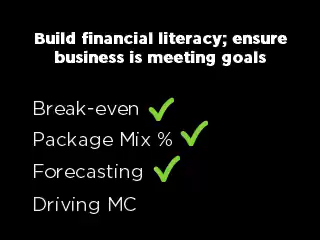 Build financial literacy; ensure
business is meeting goals
Break-even
Package Mix %
Forecasting
Driving MC